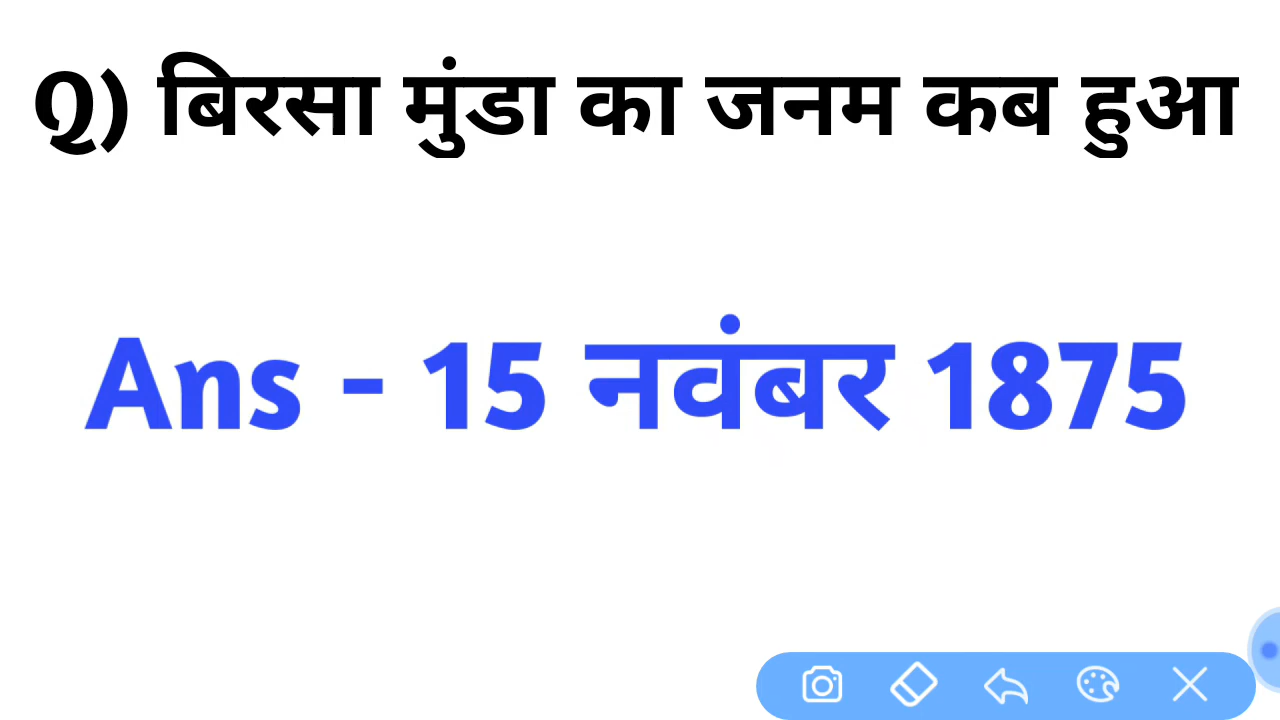 Q) बिरसा मुंडा का जनम कब हुआ
Ans - 15 नवंबर 1875